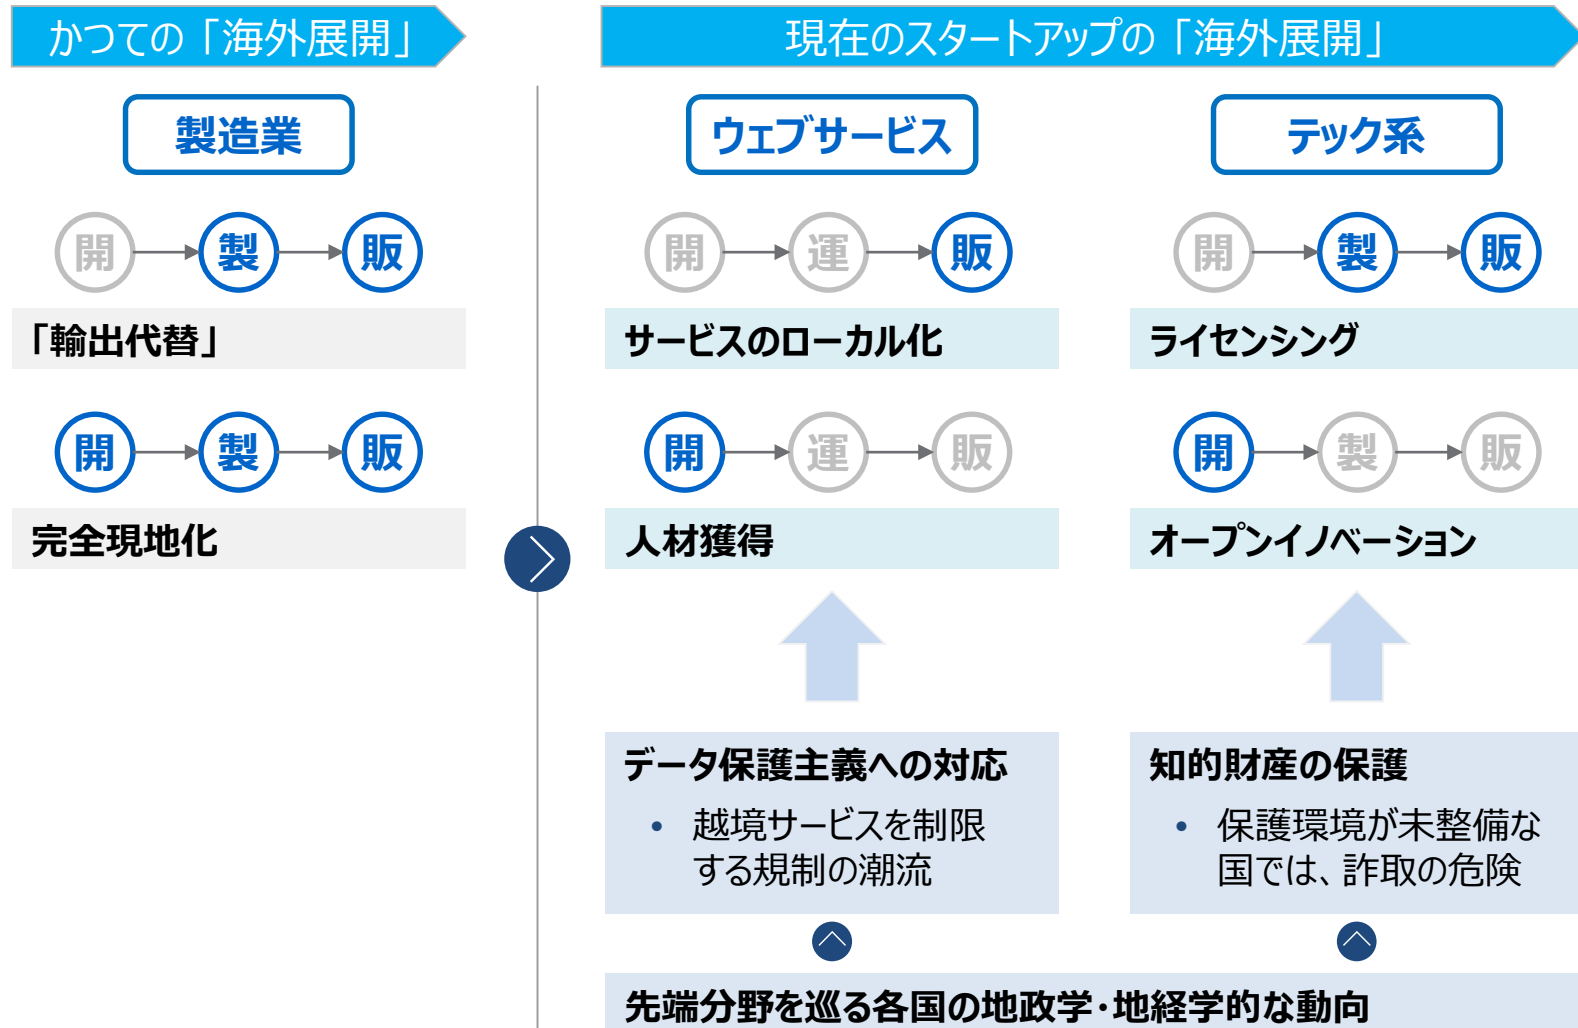 かつての「海外展開」
現在のスタートアップの「海外展開」
製造業
開 製 販
「輸出代替」
開 製 販
完全現地化
ウェブサービス
開 運 販
サービスのローカル化
開 運 販
人材獲得
テック系
開 製 販
ライセンシング
開 製 販
オープンイノベーション
データ保護主義への対応
• 越境サービスを制限
する規制の潮流
知的財産の保護
• 保護環境が未整備な
国では、詐取の危険
先端分野を巡る各国の地政学・地経学的な動向